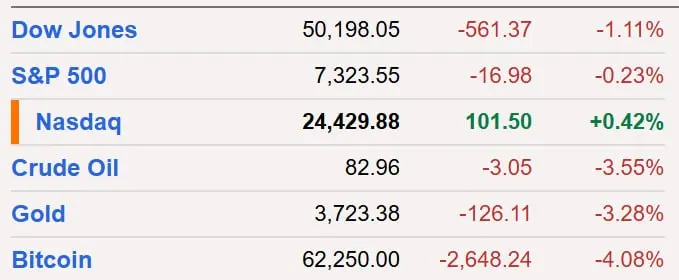 Dow Jones 50,198.05 -561.37 -1.11%
S&P 500 7,323.55 -16.98 -0.23%
Nasdaq 24,429.88 101.50 +0.42%
Crude Oil 82.96 -3.05 -3.55%
Gold 3,723.38 -126.11 -3.28%
Bitcoin 62,250.00 -2,648.24 -4.08%